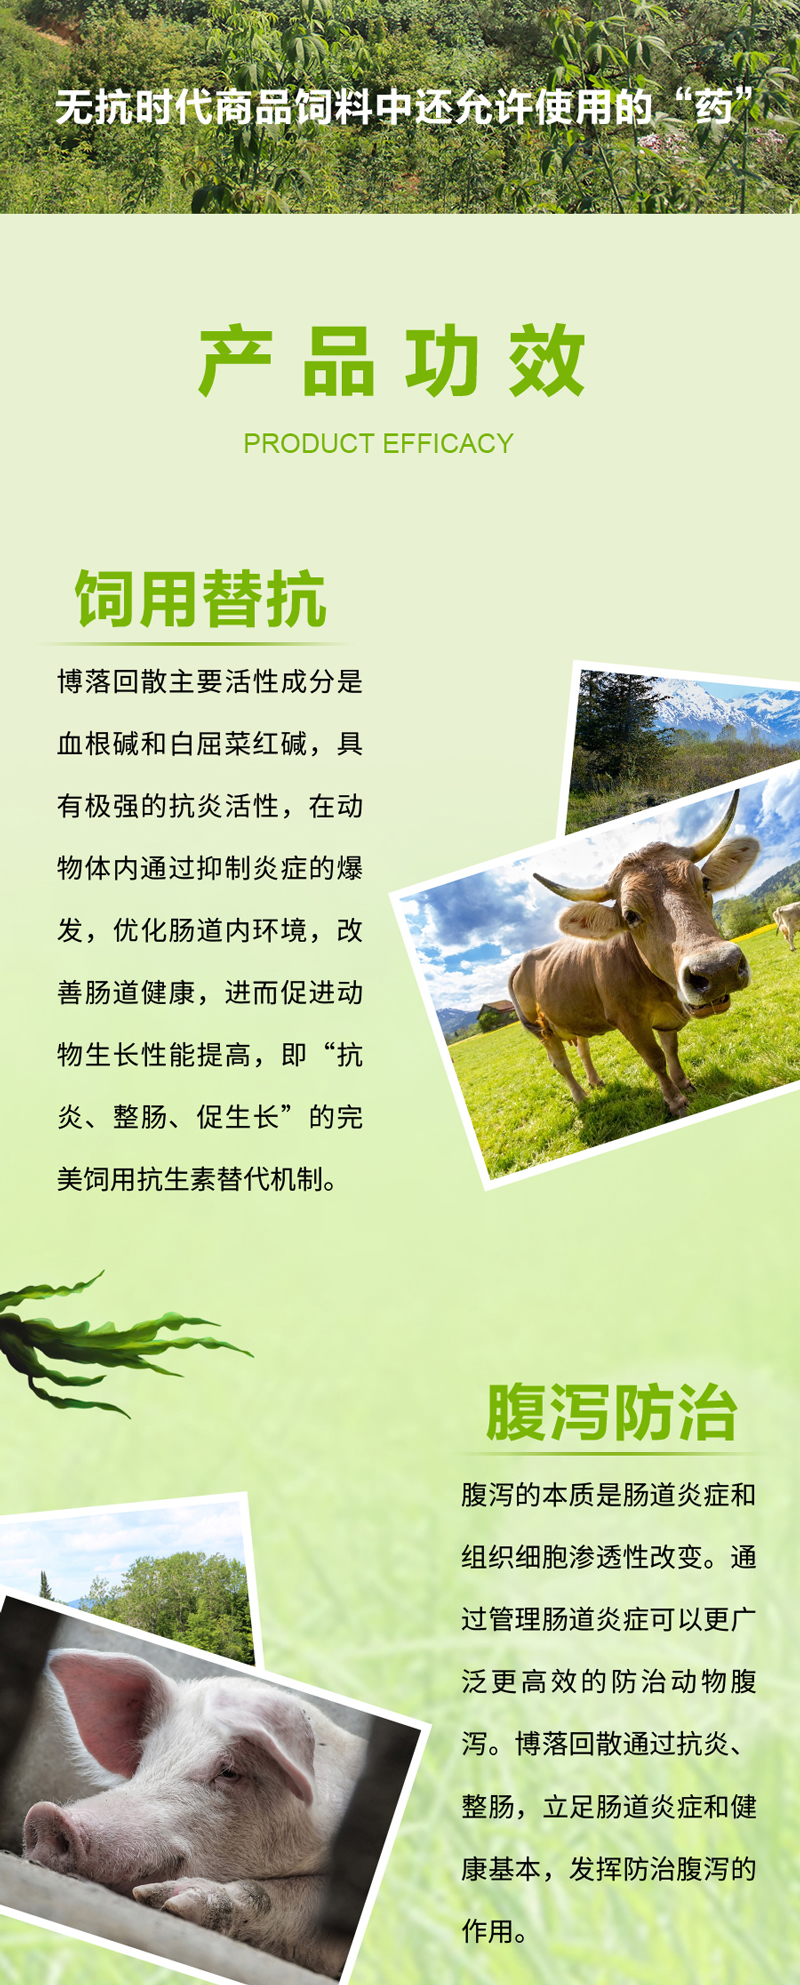 无抗时代商品饲料中还允许使用的“药”
产品功效
PRODUCT EFFICACY
饲用替抗
博落回散主要活性成分是
血根碱和白屈菜红碱，具
有极强的抗炎活性，在动
物体内通过抑制炎症的爆
发，优化肠道内环境，改
善肠道健康，进而促进动
物生长性能提高，即“抗
炎、整肠、促生长”的完
美饲用抗生素替代机制。
腹泻防治
腹泻的本质是肠道炎症和
组织细胞渗透性改变。通
过管理肠道炎症可以更广
泛更高效的防治动物腹
泻。博落回散通过抗炎、
整肠，立足肠道炎症和健
康基本，发挥防治腹泻的
作用。